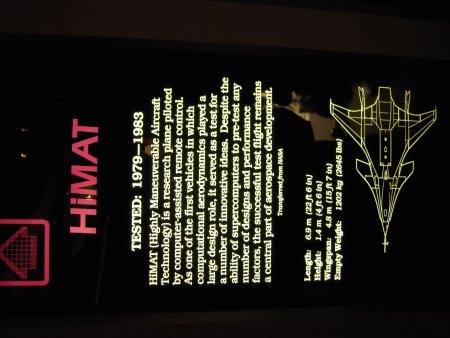 HiMAT
TESTED: 1979—1983
HiMAT (Highly Maneuverable Aircraft
Technology) is a research plane piloted
by computer-assisted remote control.
As one of the first vehicles in which
computational aerodynamics played a
large design role, it served as a test for
a number of innovative ideas. Despite the
ability of supercomputers to pre-test any
number of designs and performance
factors, the successful test flight remains
a central part of aerospace development.
Transferred from NASA
Length: 6.9 m (22 ft 6 in)
Height: 1.4 m (4 ft 6 in)
Wingspan: 4.8 m (15 ft 7 in)
Empty Weight: 1202 kg (2645 lbs)